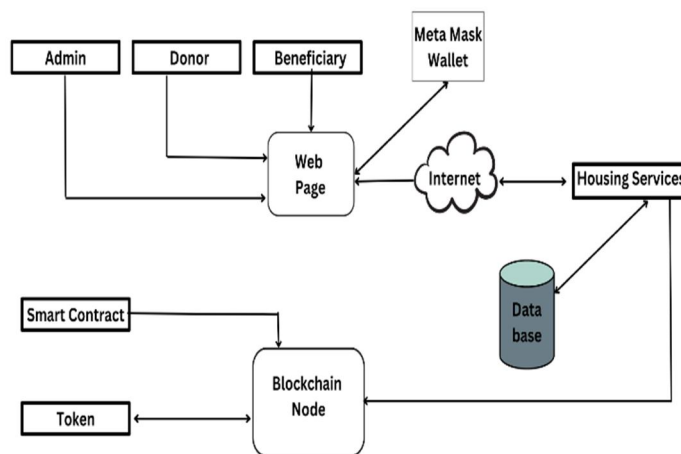 Admin
Donor
Beneficiary
Meta Mask
Wallet
Web
Page
Internet
Housing Services
Data
base
Smart Contract
Blockchain
Node
Token